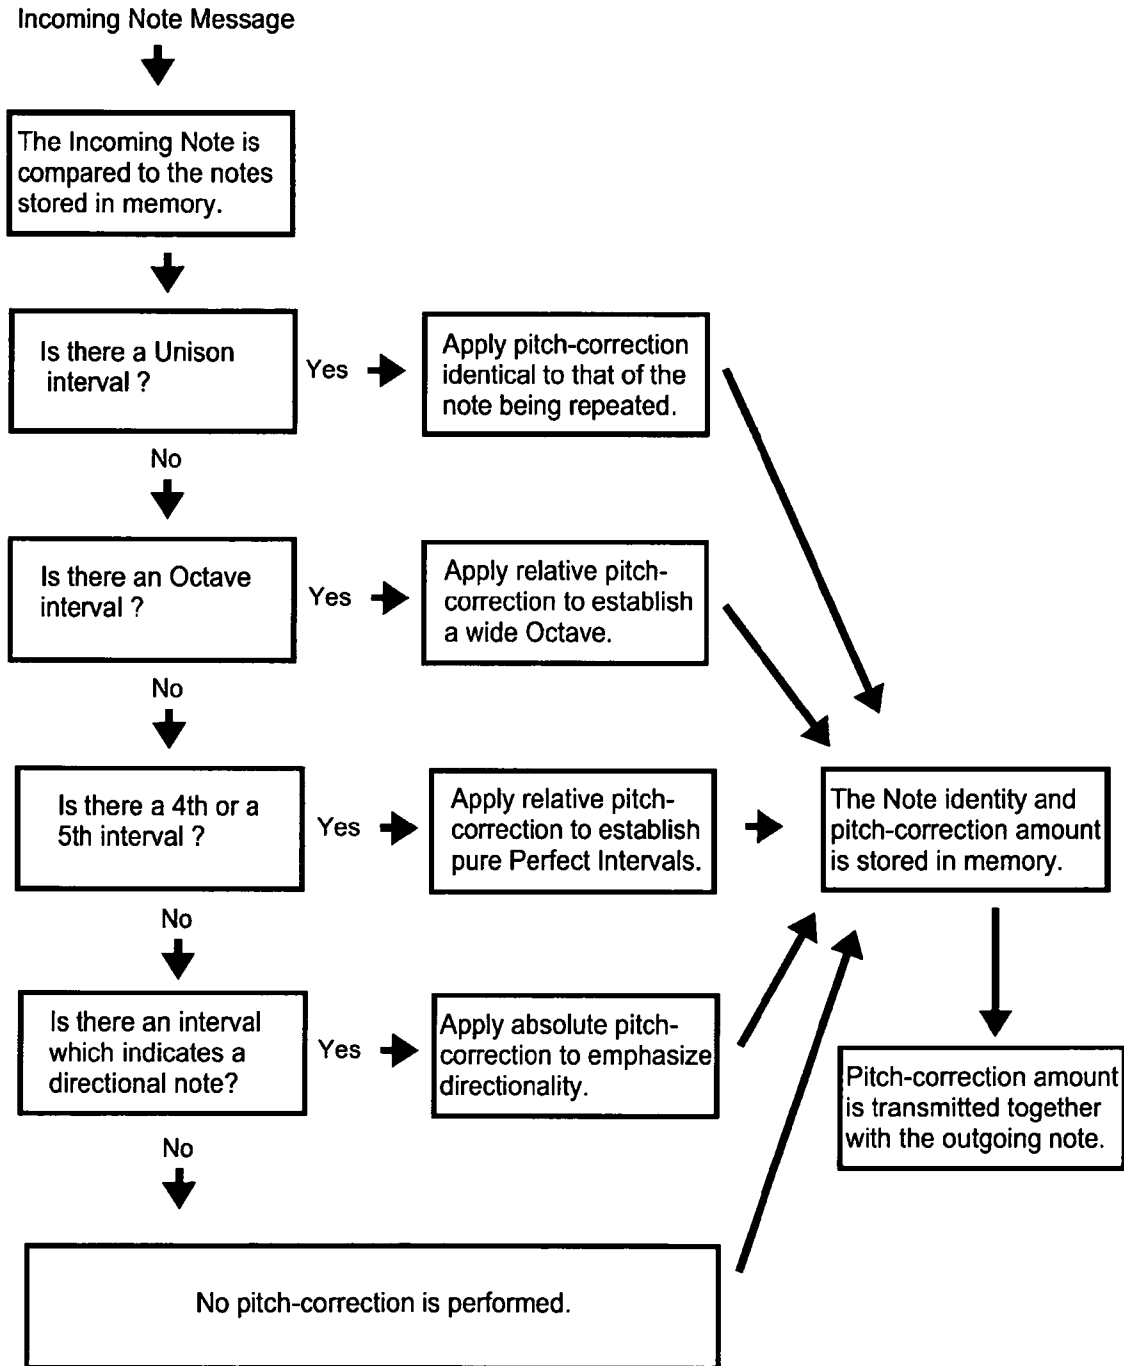 Incoming Note Message
The Incoming Note is
compared to the notes
stored in memory.
Is there a Unison
interval ?
Yes
Apply pitch-correction
identical to that of the
note being repeated.
No
Is there an Octave
interval ?
Yes
Apply relative pitch-
correction to establish
a wide Octave.
No
Is there a 4th or a
5th interval ?
Yes
Apply relative pitch-
correction to establish
pure Perfect Intervals.
The Note identity and
pitch-correction amount
is stored in memory.
No
Is there an interval
which indicates a
directional note?
Yes
Apply absolute pitch-
correction to emphasize
directionality.
Pitch-correction amount
is transmitted together
with the outgoing note.
No
No pitch-correction is performed.